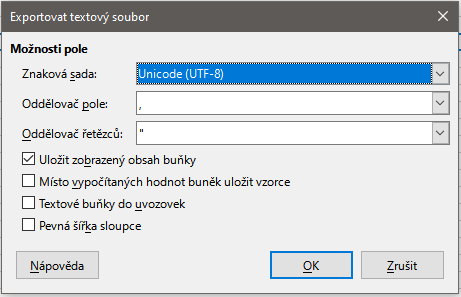 Exportovat textový soubor
Možnosti pole
Znaková sada: Unicode (UTF-8)
Oddělovač pole: ,
Oddělovač řetězců: "
Uložit zobrazený obsah buňky
Místo vypočítaných hodnot buněk uložit vzorce
Textové buňky do uvozovek
Pevná šířka sloupce
Nápověda OK Zrušit